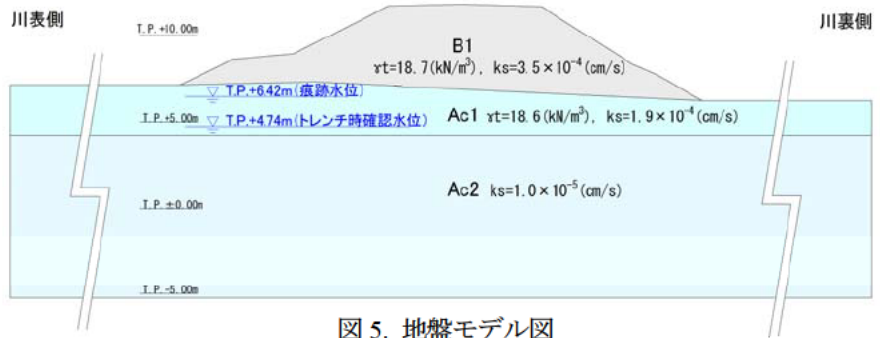 川表側
川裏側
T.P.+10.00m
B1
γt=18.7(kN/m³), ks=3.5×10⁻⁴(cm/s)
T.P.+6.42m(痕跡水位)
T.P.+5.00m
T.P.+4.74m(トレンチ時確認水位)
Ac1 γt=18.6(kN/m³), ks=1.9×10⁻⁴(cm/s)
Ac2 ks=1.0×10⁻⁵(cm/s)
T.P.±0.00m
T.P.-5.00m
図 5. 地盤モデル図